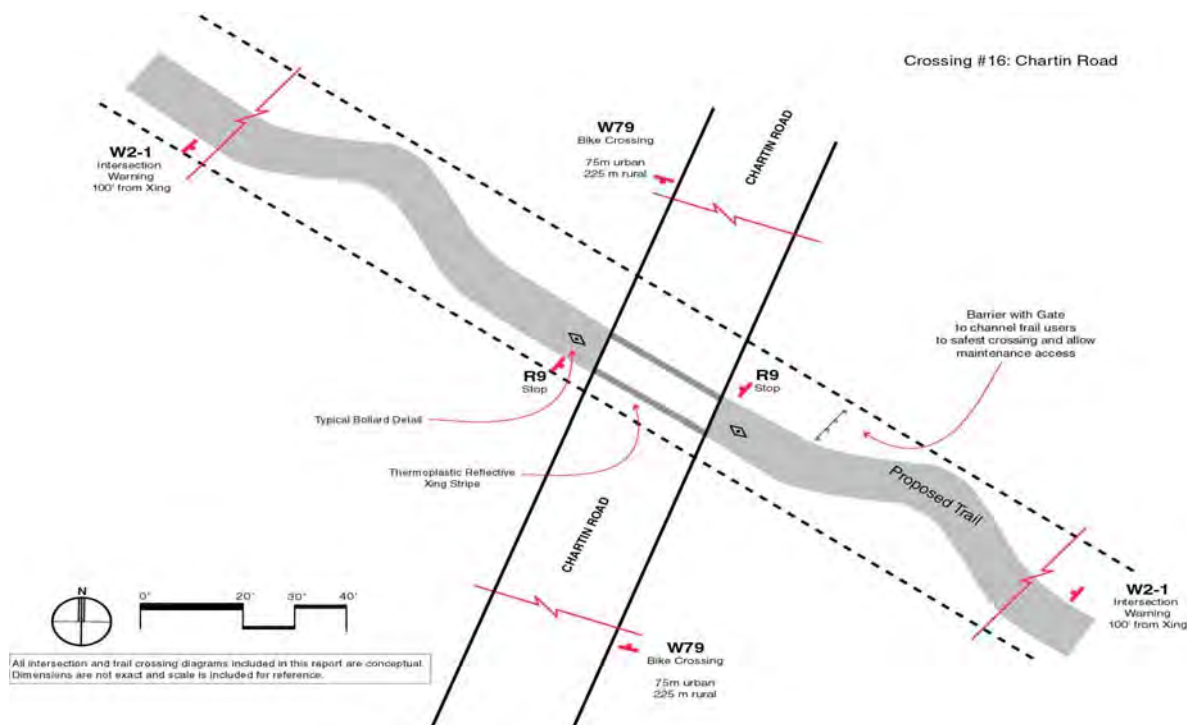 Crossing #16: Chartin Road
W79
Bike Crossing
75m urban
225 m rural
CHARTIN ROAD
W2-1
Intersection
Warning
100' from Xing
Barrier with Gate
to channel trail users
to safest crossing and allow
maintenance access
R9
Stop
R9
Stop
Typical Bollard Detail
Thermoplastic Reflective
Xing Stripe
Proposed Trail
CHARTIN ROAD
W2-1
Intersection
Warning
100' from Xing
N
0'
20'
30'
40'
W79
Bike Crossing
75m urban
225 m rural
All intersection and trail crossing diagrams included in this report are conceptual.
Dimensions are not exact and scale is included for reference.